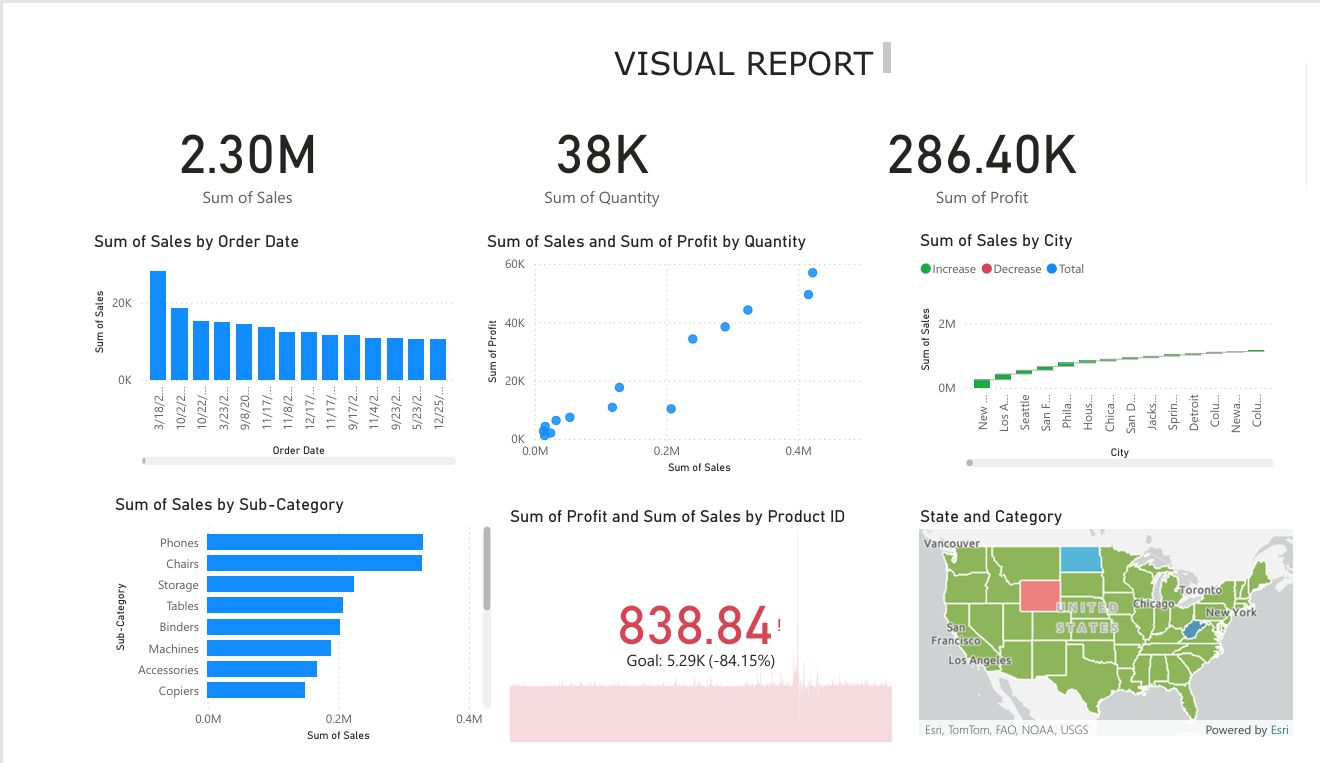 VISUAL REPORT
2.30M
Sum of Sales
38K
Sum of Quantity
286.40K
Sum of Profit
Sum of Sales by Order Date
Sum of Sales
20K
0K
3/18/2...
10/2/2...
10/22/...
3/23/2...
9/8/20...
11/17/...
11/8/2...
12/17/...
11/17/...
9/17/2...
11/4/2...
9/23/2...
5/23/2...
12/25/...
Order Date
Sum of Sales and Sum of Profit by Quantity
Sum of Profit
60K
40K
20K
0K
0.0M
0.2M
0.4M
Sum of Sales
Sum of Sales by City
Increase
Decrease
Total
Sum of Sales
2M
0M
New ...
Los A...
Seattle
San F...
Phila...
Hous...
Chica...
San D...
Jacks...
Sprin...
Detroit
Colu...
Newa...
Colu...
City
Sum of Sales by Sub-Category
Sub-Category
Phones
Chairs
Storage
Tables
Binders
Machines
Accessories
Copiers
0.0M
0.2M
0.4M
Sum of Sales
Sum of Profit and Sum of Sales by Product ID
838.84!
Goal: 5.29K (-84.15%)
State and Category
Vancouver
Toronto
Chicago
New York
UNITED
STATES
San
Francisco
Los Angeles
Esri, TomTom, FAO, NOAA, USGS
Powered by Esri